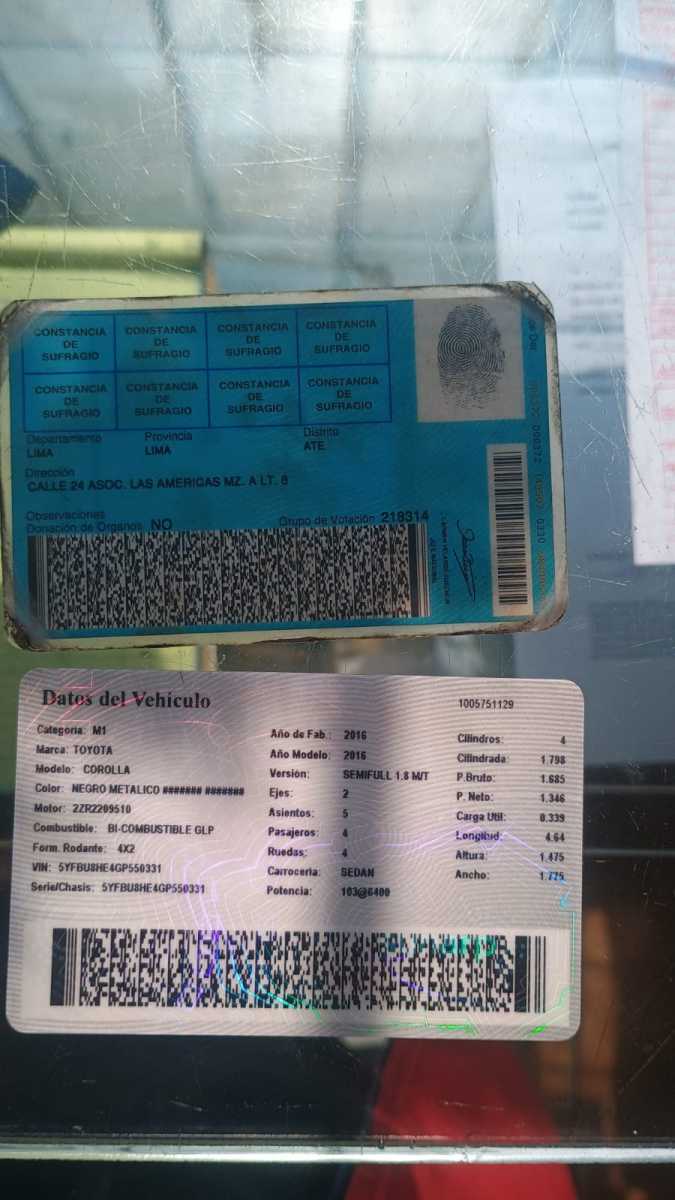 CONSTANCIA DE SUFRAGIO
CONSTANCIA DE SUFRAGIO
CONSTANCIA DE SUFRAGIO
CONSTANCIA DE SUFRAGIO
CONSTANCIA DE SUFRAGIO
CONSTANCIA DE SUFRAGIO
CONSTANCIA DE SUFRAGIO
CONSTANCIA DE SUFRAGIO
Departamento Provincia Distrito
LIMA LIMA ATE
Dirección
CALLE 24 ASOC. LAS AMERICAS MZ. A LT. 8
Observaciones
Donación de Organos NO Grupo de Votación 218314
Datos del Vehículo
1005751129
Categoria: M1
Marca: TOYOTA
Modelo: COROLLA
Color: NEGRO METALICO ####### #######
Motor: 2ZR2209510
Combustible: BI-COMBUSTIBLE GLP
Form. Rodante: 4X2
VIN: 5YFBU8HE4GP550331
Serie/Chasis: 5YFBU8HE4GP550331
Año de Fab.: 2016
Año Modelo: 2016
Versión: SEMIFULL 1.8 M/T
Ejes: 2
Asientos: 5
Pasajeros: 4
Ruedas: 4
Carrocería: SEDAN
Potencia: 103@6400
Cilindros: 4
Cilindrada: 1.798
P.Bruto: 1.685
P. Neto: 1.346
Carga Util: 0.339
Longitud: 4.64
Altura: 1.475
Ancho: 1.775